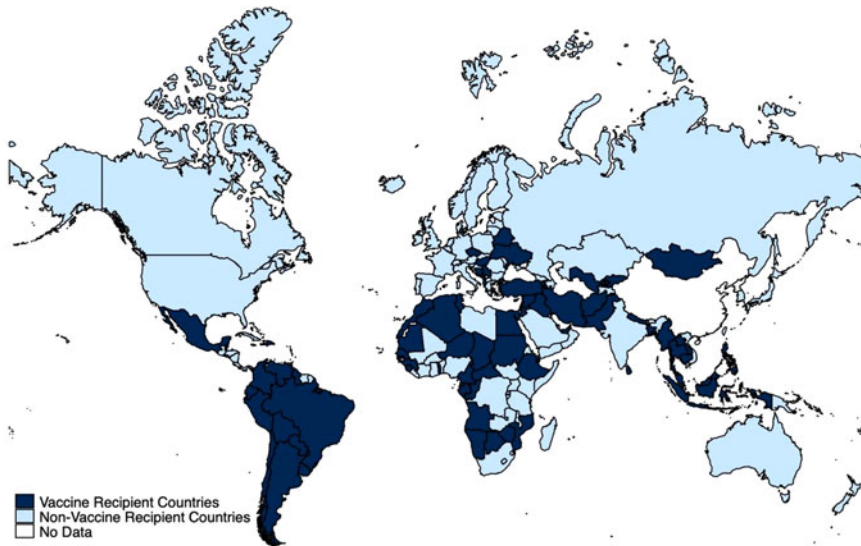 Vaccine Recipient Countries
Non-Vaccine Recipient Countries
No Data